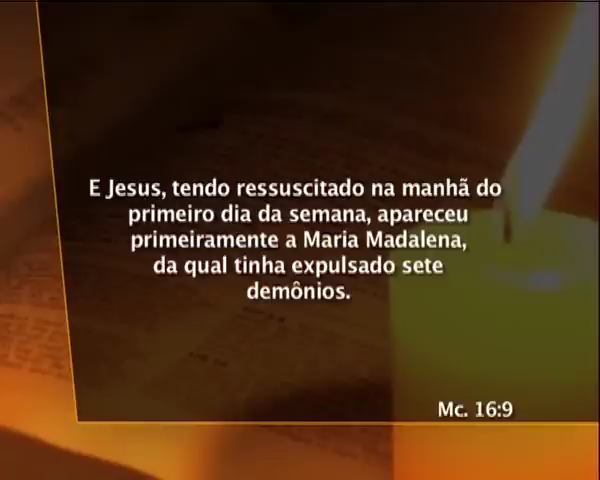 E Jesus, tendo ressuscitado na manhã do
primeiro dia da semana, apareceu
primeiramente a Maria Madalena,
da qual tinha expulsado sete
demônios.
Mc. 16:9